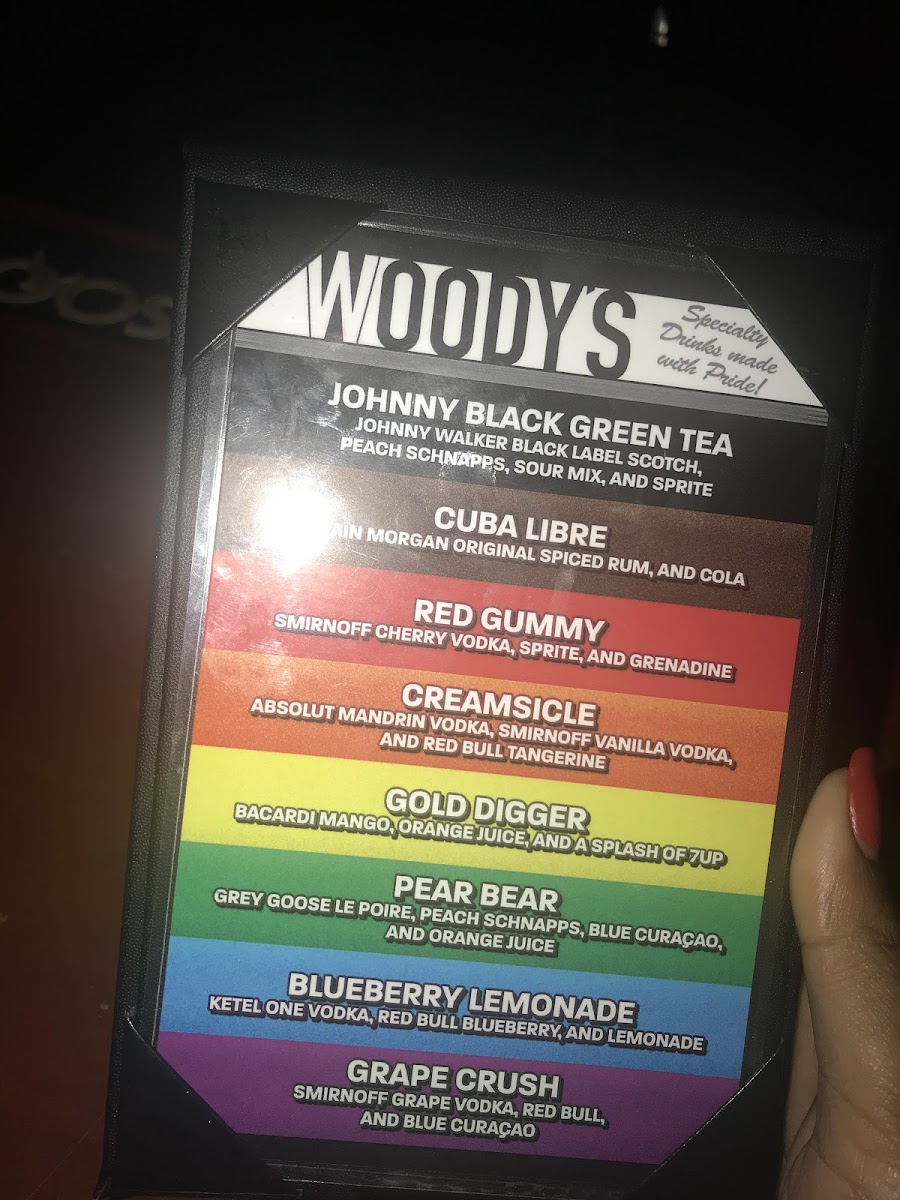 WOODY'S
Specialty
Drinks made
with Pride!
JOHNNY BLACK GREEN TEA
JOHNNY WALKER BLACK LABEL SCOTCH,
PEACH SCHNAPPS, SOUR MIX, AND SPRITE
CUBA LIBRE
MORGAN ORIGINAL SPICED RUM, AND COLA
RED GUMMY
SMIRNOFF CHERRY VODKA, SPRITE, AND GRENADINE
CREAMSICLE
ABSOLUT MANDRIN VODKA, SMIRNOFF VANILLA VODKA,
AND RED BULL TANGERINE
GOLD DIGGER
BACARDI MANGO, ORANGE JUICE, AND A SPLASH OF 7UP
PEAR BEAR
GREY GOOSE LE POIRE, PEACH SCHNAPPS, BLUE CURAÇAO,
AND ORANGE JUICE
BLUEBERRY LEMONADE
KETEL ONE VODKA, RED BULL BLUEBERRY, AND LEMONADE
GRAPE CRUSH
SMIRNOFF GRAPE VODKA, RED BULL,
AND BLUE CURAÇAO